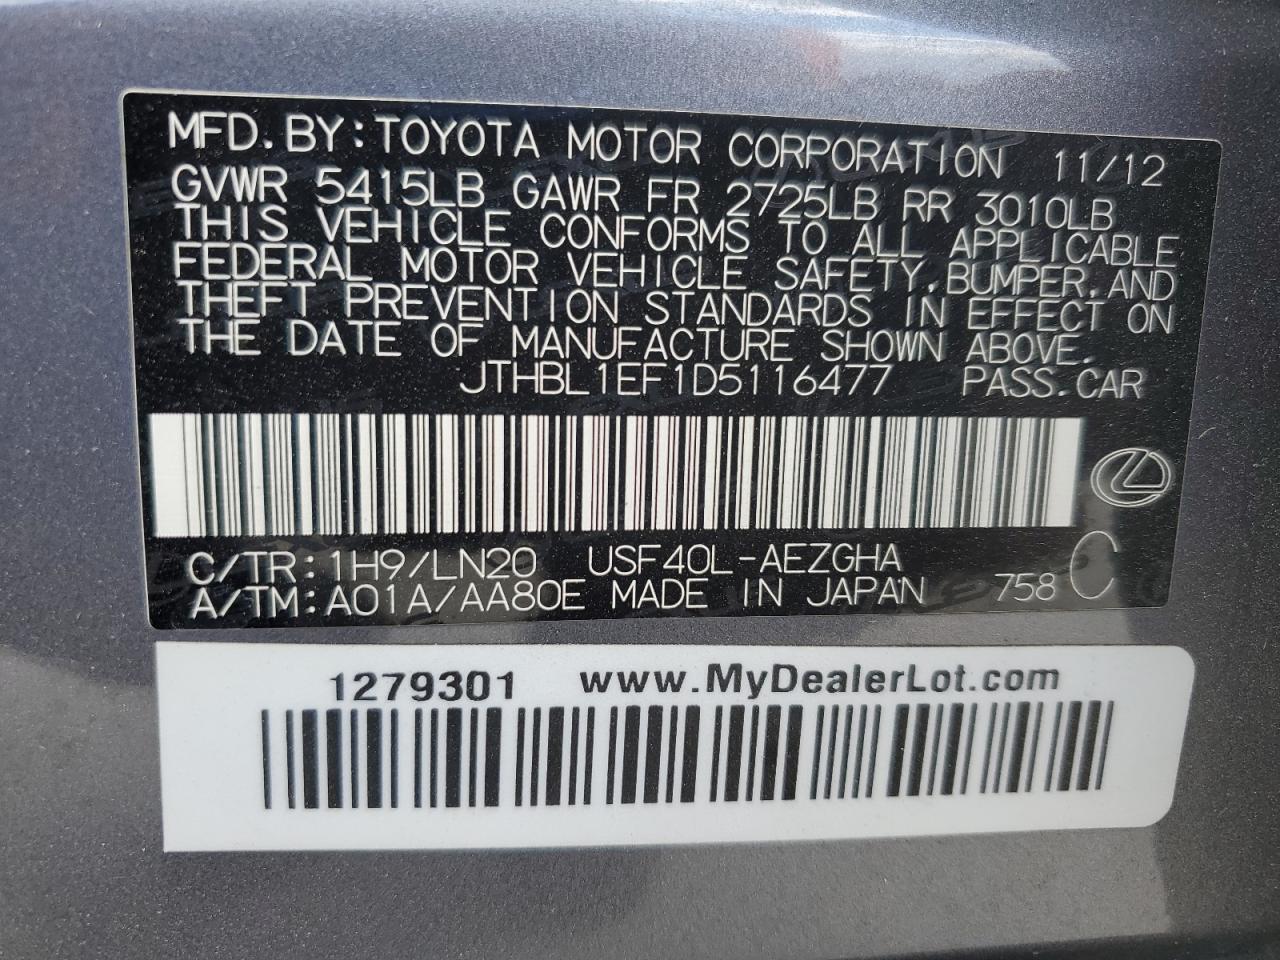 MFD.BY:TOYOTA MOTOR CORPORATION 11/12
GVWR 5415LB GAWR FR 2725LB RR 3010LB
THIS VEHICLE CONFORMS TO ALL APPLICABLE
FEDERAL MOTOR VEHICLE SAFETY,BUMPER,AND
THEFT PREVENTION STANDARDS IN EFFECT ON
THE DATE OF MANUFACTURE SHOWN ABOVE.
JTHBL1EF1D5116477 PASS.CAR
C/TR:1H9/LN20 USF40L-AEZGHA
A/TM:A01A/AA80E MADE IN JAPAN 758 C
1279301 www.MyDealerLot.com